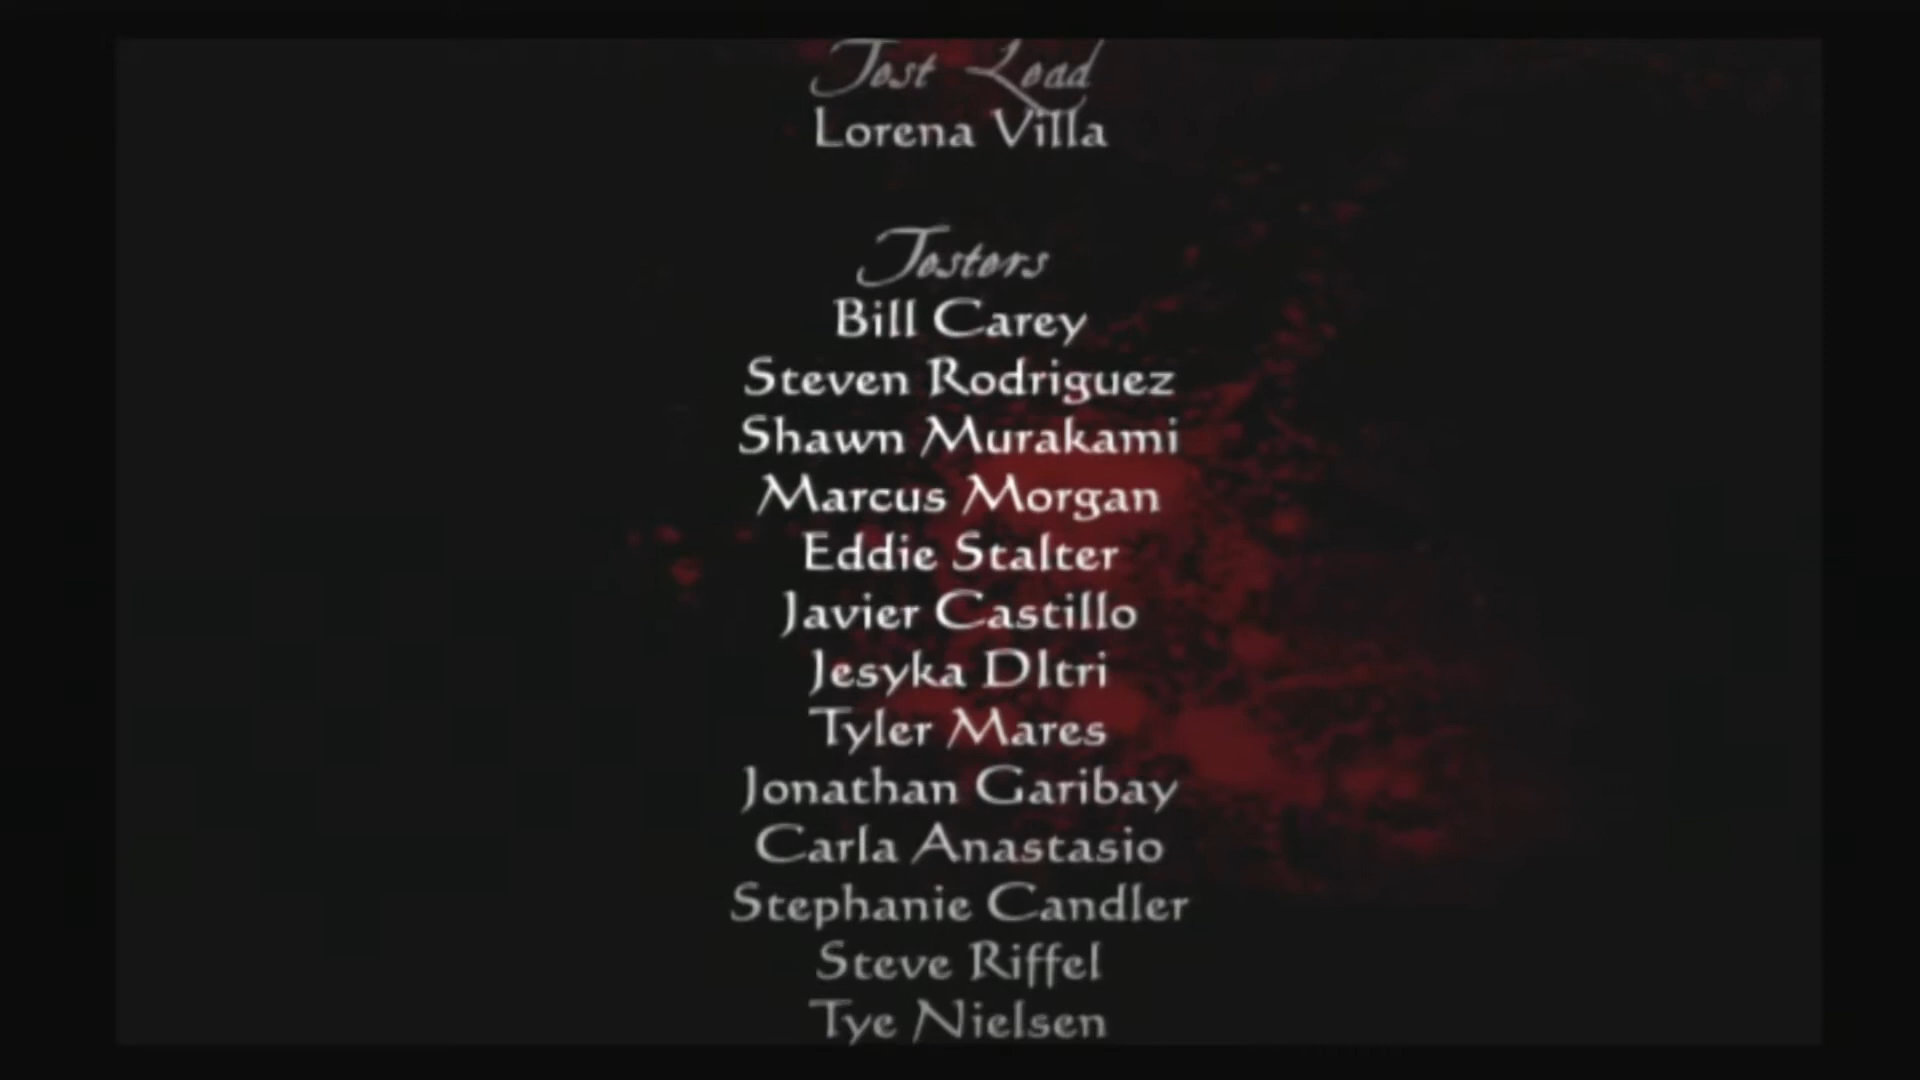 Test Lead
Lorena Villa
Testers
Bill Carey
Steven Rodriguez
Shawn Murakami
Marcus Morgan
Eddie Stalter
Javier Castillo
Jesyka DItri
Tyler Mares
Jonathan Garibay
Carla Anastasio
Stephanie Candler
Steve Riffel
Tye Nielsen